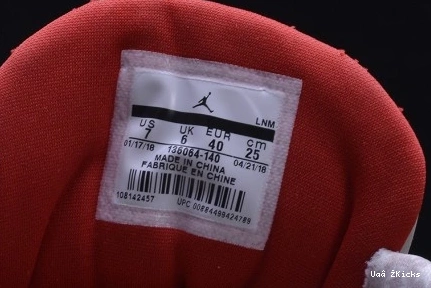 LNM
US UK EUR cm
7 6 40 25
01/17/18 136064-140 04/21/18
MADE IN CHINA
FABRIQUE EN CHINE
108142457 UPC 00884499424789
Uaâ ŽKicks